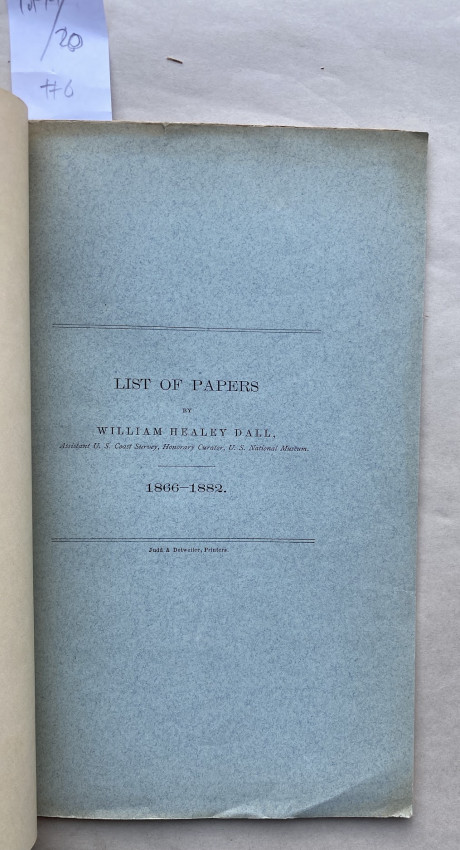 /20
#6
LIST OF PAPERS
BY
WILLIAM HEALEY DALL,
Assistant U. S. Coast Survey, Honorary Curator, U. S. National Museum.
1866–1882.
Judd & Detweiler, Printers.